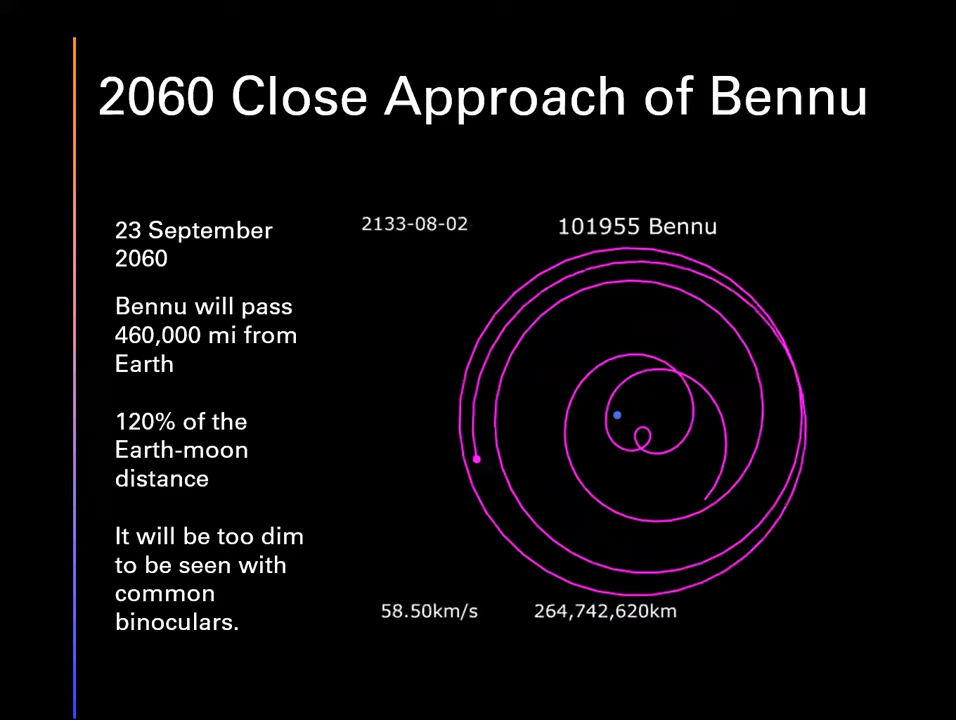 2060 Close Approach of Bennu
23 September
2060
Bennu will pass
460,000 mi from
Earth
120% of the
Earth-moon
distance
It will be too dim
to be seen with
common
binoculars.
2133-08-02
101955 Bennu
58.50km/s
264,742,620km